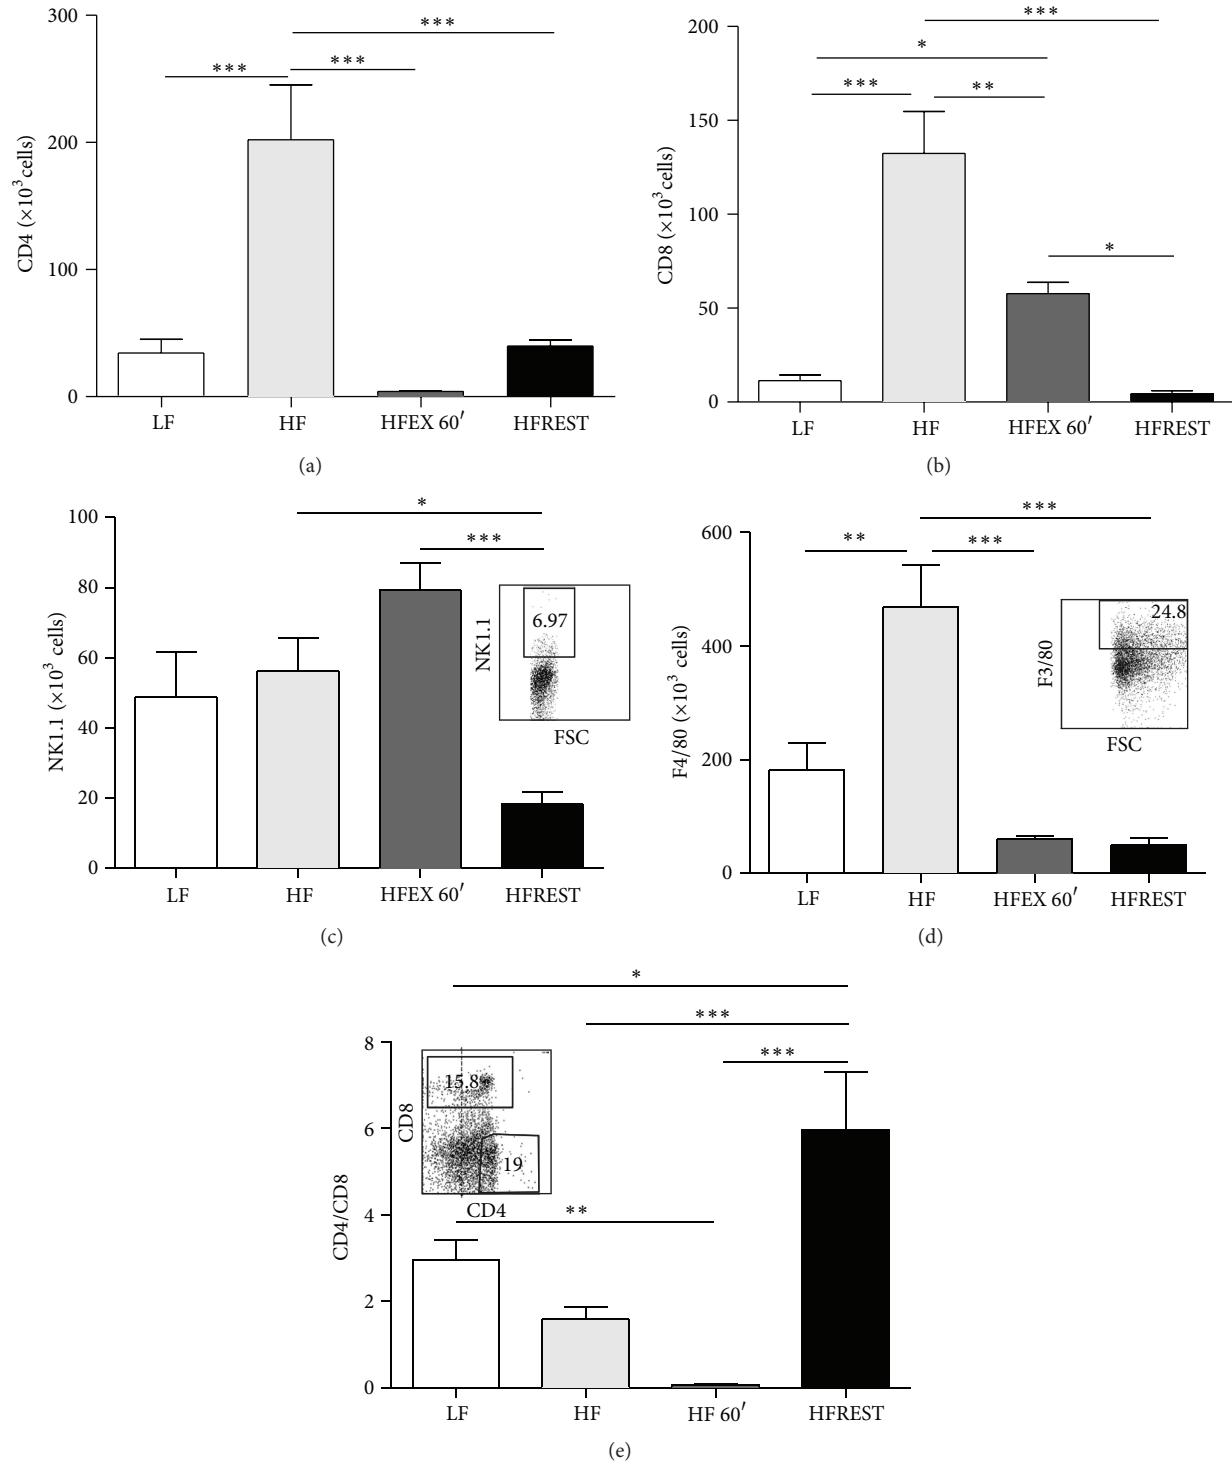 300
200
100
0
CD4 (×10³ cells)
***
***
***
LF HF HFEX 60′ HFREST
(a)
200
150
100
50
0
CD8 (×10³ cells)
***
*
***
**
*
LF HF HFEX 60′ HFREST
(b)
100
80
60
40
20
0
NK1.1 (×10³ cells)
*
***
NK1.1
6.97
FSC
LF HF HFEX 60′ HFREST
(c)
600
400
200
0
F4/80 (×10³ cells)
***
**
***
F3/80
24.8
FSC
LF HF HFEX 60′ HFREST
(d)
8
6
4
2
0
CD4/CD8
*
***
***
**
CD8
15.8
19
CD4
LF HF HF 60′ HFREST
(e)